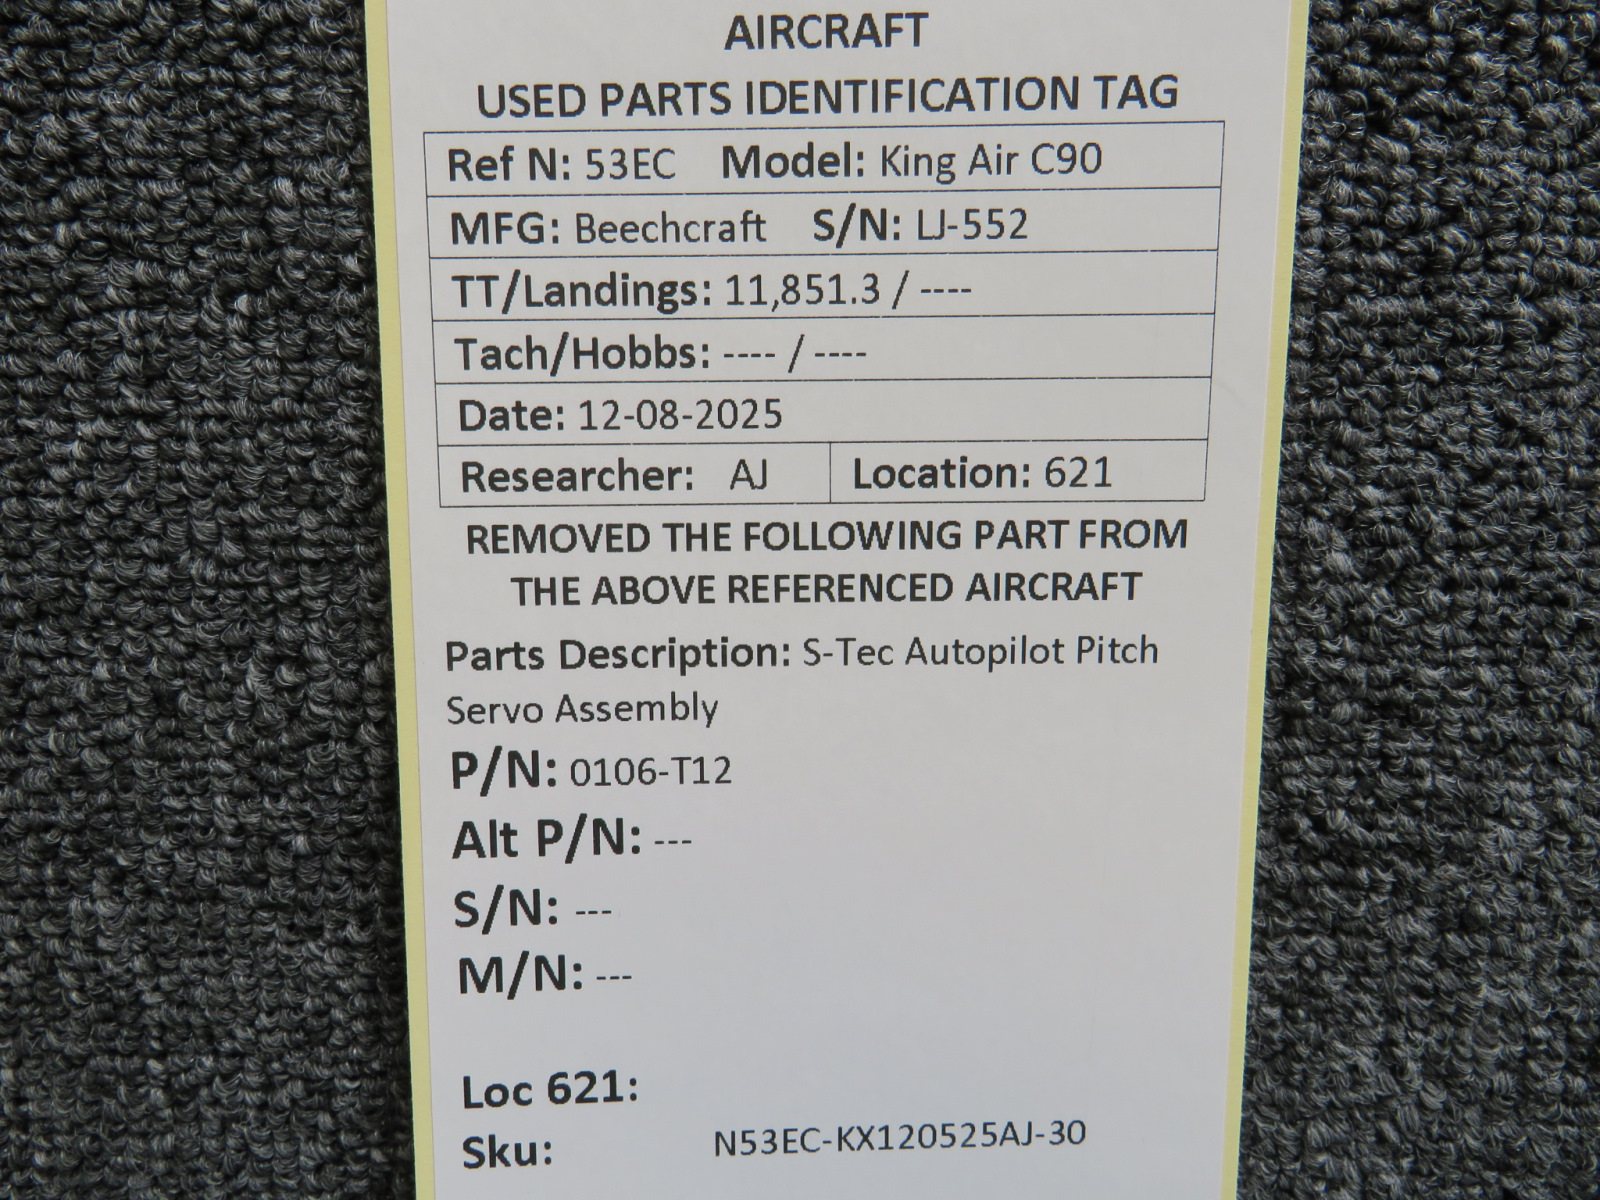 AIRCRAFT
USED PARTS IDENTIFICATION TAG
Ref N: 53EC Model: King Air C90
MFG: Beechcraft S/N: LJ-552
TT/Landings: 11,851.3 / ----
Tach/Hobbs: ---- / ----
Date: 12-08-2025
Researcher: AJ Location: 621
REMOVED THE FOLLOWING PART FROM
THE ABOVE REFERENCED AIRCRAFT
Parts Description: S-Tec Autopilot Pitch
Servo Assembly
P/N: 0106-T12
Alt P/N: ---
S/N: ---
M/N: ---
Loc 621:
Sku: N53EC-KX120525AJ-30